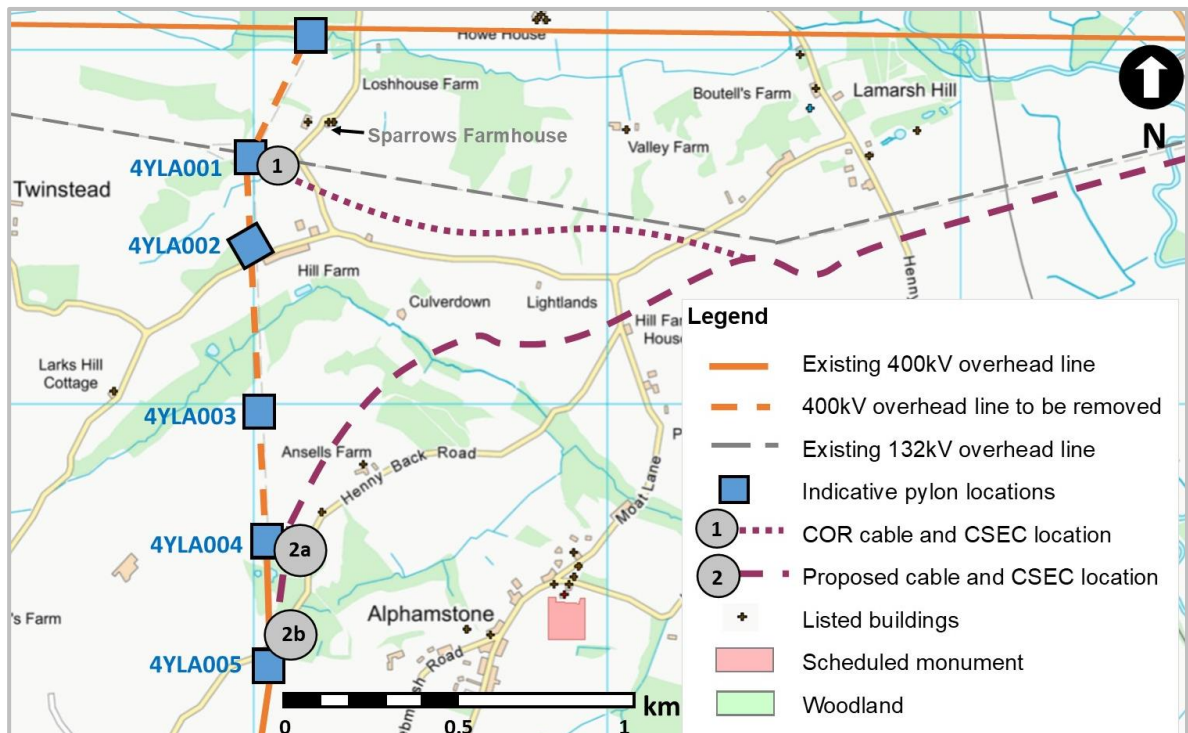 Howe House
Loshhouse Farm
Boutell's Farm
Lamarsh Hill
Sparrows Farmhouse
Valley Farm
N
4YLA001
1
Twinstead
4YLA002
Hill Farm
Culverdown
Lightlands
Henny
Hill Far
House
Larks Hill
Cottage
4YLA003
Ansells Farm
Henny Back Road
Moat Lane
P
4YLA004
2a
's Farm
Alphamstone
2b
4YLA005
bmarsh Road
km
0
0.5
1
Legend
Existing 400kV overhead line
400kV overhead line to be removed
Existing 132kV overhead line
Indicative pylon locations
1
COR cable and CSEC location
2
Proposed cable and CSEC location
Listed buildings
Scheduled monument
Woodland